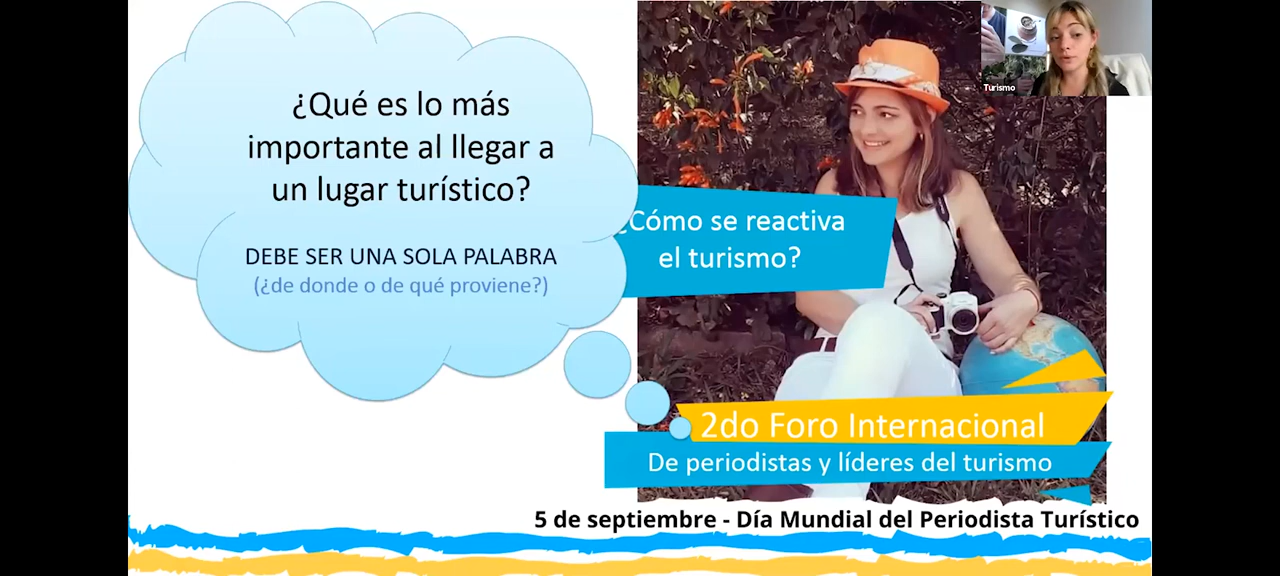 ¿Qué es lo más
importante al llegar a
un lugar turístico?
DEBE SER UNA SOLA PALABRA
(¿de donde o de qué proviene?)
Turismo
¿Cómo se reactiva
el turismo?
2do Foro Internacional
De periodistas y líderes del turismo
5 de septiembre - Día Mundial del Periodista Turístico